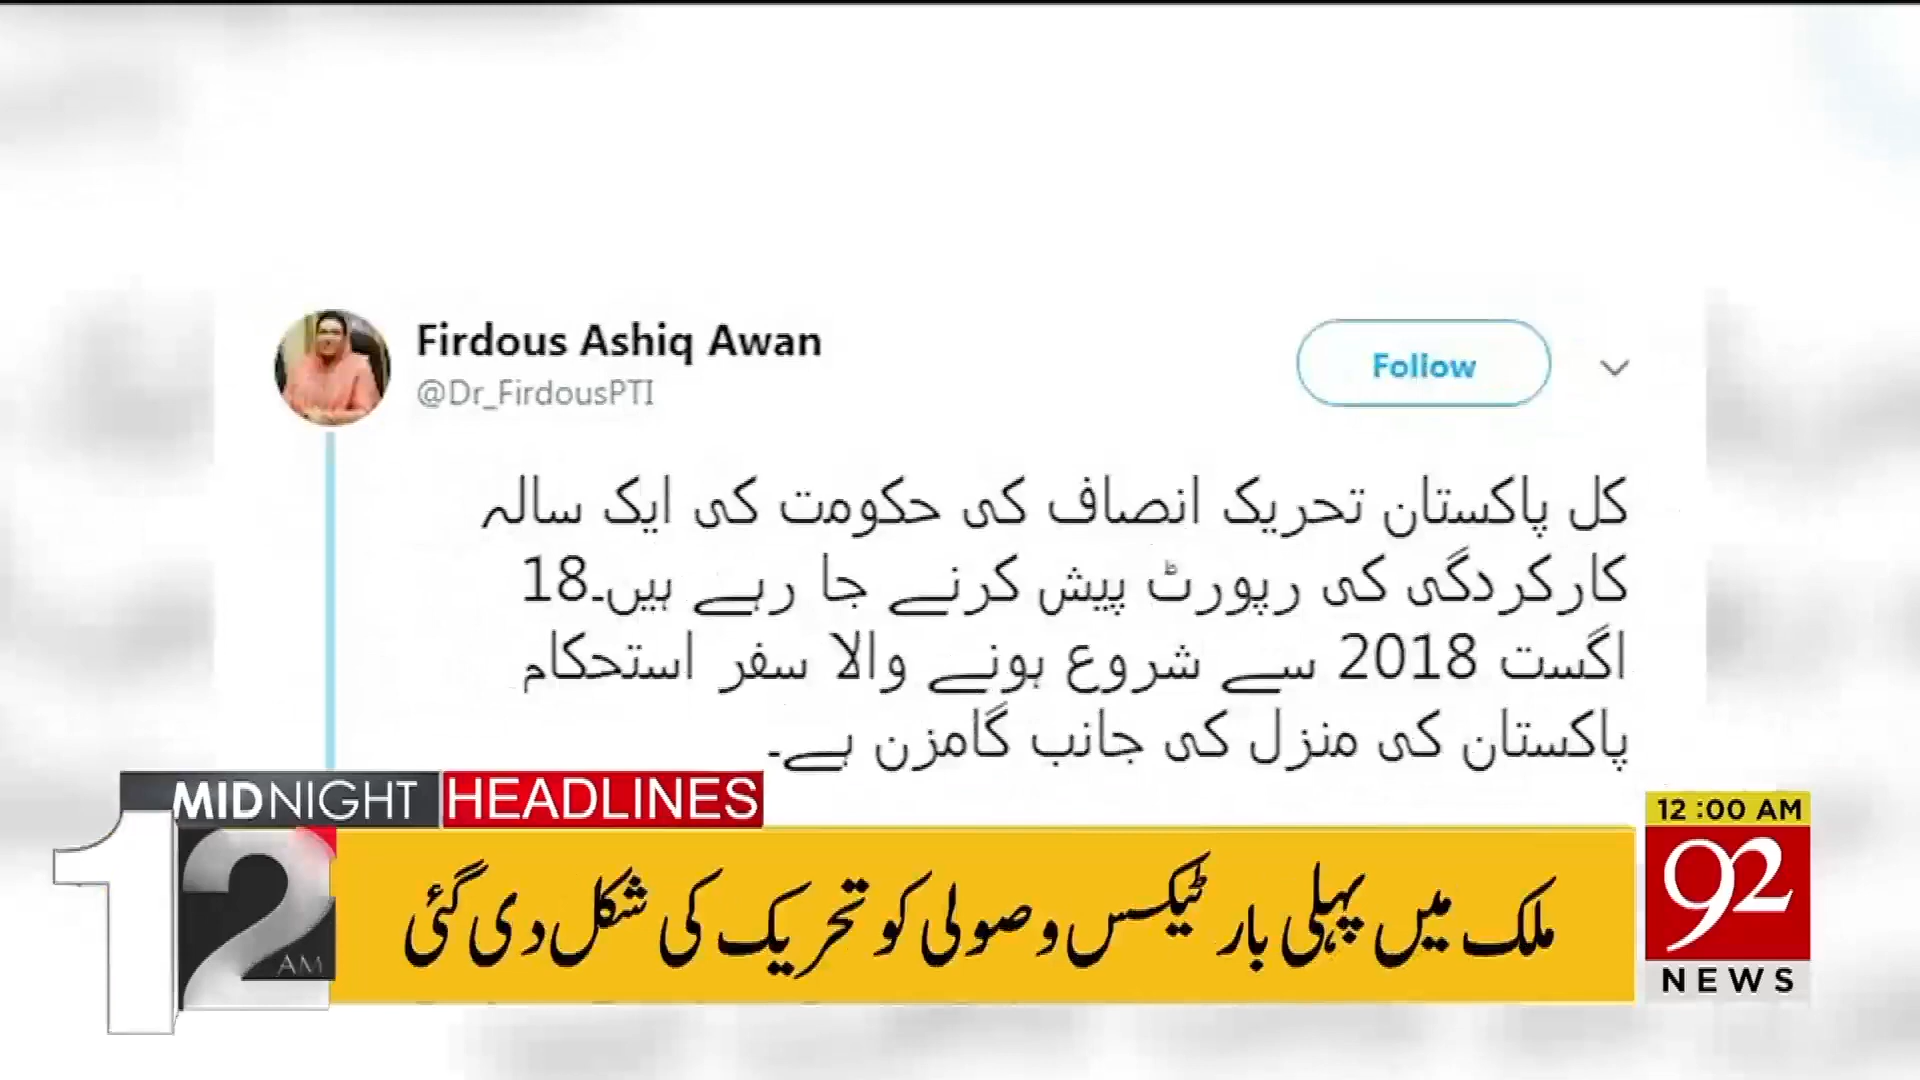 Firdous Ashiq Awan
@Dr_FirdousPTI
Follow
کل پاکستان تحریک انصاف کی حکومت کی ایک سالہ
کارکردگی کی رپورٹ پیش کرنے جا رہے ہیں۔18
اگست 2018 سے شروع ہونے والا سفر استحکام
پاکستان کی منزل کی جانب گامزن ہے۔
MIDNIGHT HEADLINES
12 AM
ملک میں پہلی بار ٹیکس وصولی کو تحریک کی شکل دی گئی
12:00 AM
92
NEWS